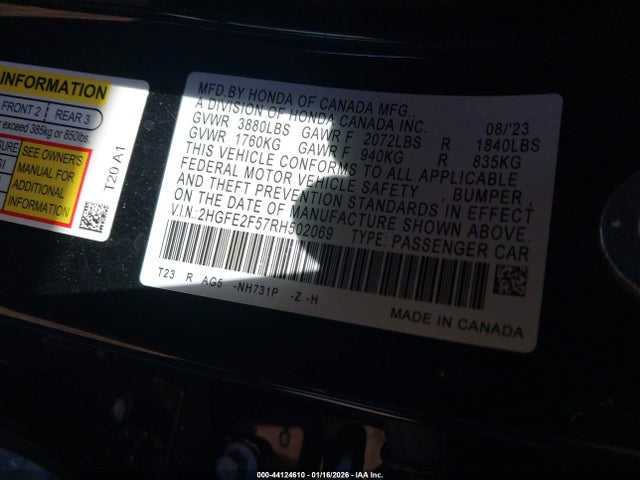 INFORMATION
FRONT 2 REAR 3
exceed 385kg or 850lbs.
SEE OWNER'S
MANUAL FOR
ADDITIONAL
INFORMATION
T20 A1
MFD.BY HONDA OF CANADA MFG.
A DIVISION OF HONDA CANADA INC. 08/'23
GVWR 3880LBS GAWR F 2072LBS R 1840LBS
GVWR 1760KG GAWR F 940KG R 835KG
THIS VEHICLE CONFORMS TO ALL APPLICABLE
FEDERAL MOTOR VEHICLE SAFETY , BUMPER,
AND THEFT PREVENTION STANDARDS IN EFFECT
ON THE DATE OF MANUFACTURE SHOWN ABOVE.
V.I.N.:2HGFE2F57RH502069 TYPE: PASSENGER CAR
T23 R AG5 -NH731P -Z -H
MADE IN CANADA
000-44124610 - 01/16/2026 - IAA Inc.